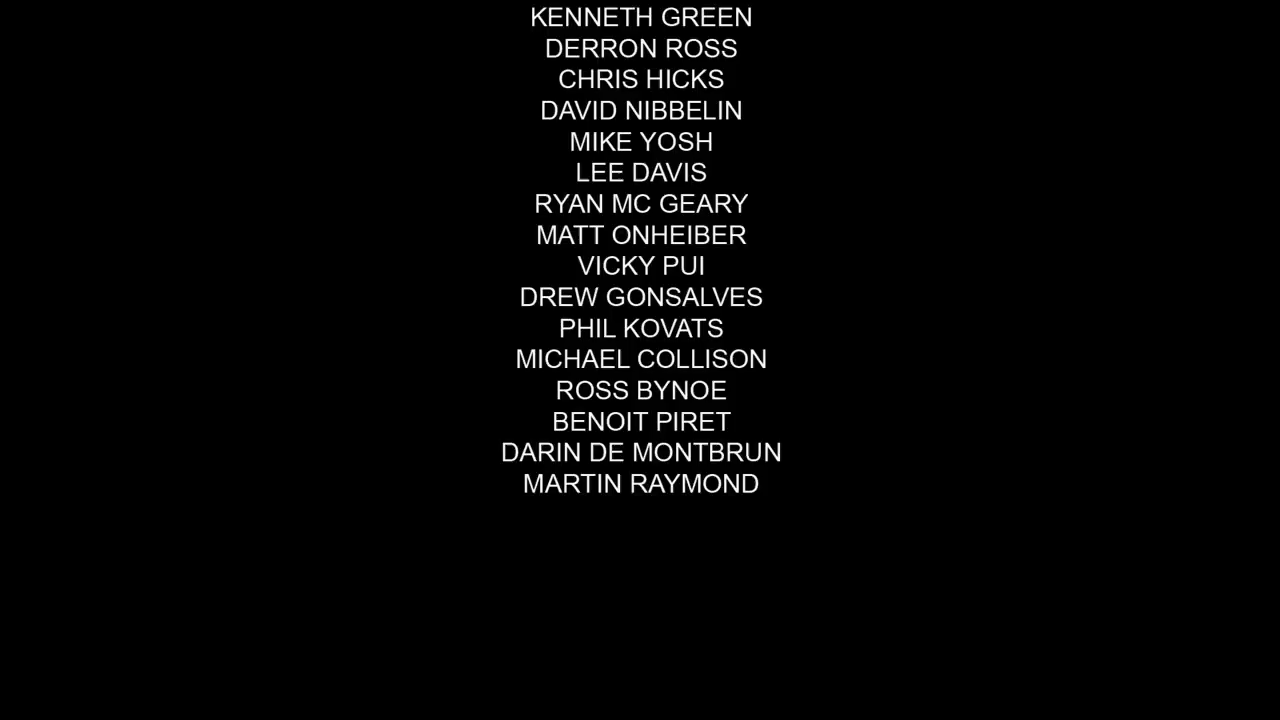 KENNETH GREEN
DERRON ROSS
CHRIS HICKS
DAVID NIBBELIN
MIKE YOSH
LEE DAVIS
RYAN MC GEARY
MATT ONHEIBER
VICKY PUI
DREW GONSALVES
PHIL KOVATS
MICHAEL COLLISON
ROSS BYNOE
BENOIT PIRET
DARIN DE MONTBRUN
MARTIN RAYMOND